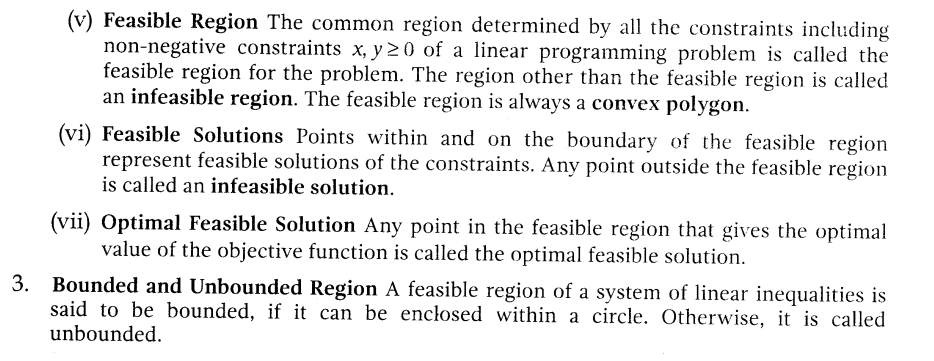 (v) Feasible Region The common region determined by all the constraints including
non-negative constraints x, y ≥ 0 of a linear programming problem is called the
feasible region for the problem. The region other than the feasible region is called
an infeasible region. The feasible region is always a convex polygon.
(vi) Feasible Solutions Points within and on the boundary of the feasible region
represent feasible solutions of the constraints. Any point outside the feasible region
is called an infeasible solution.
(vii) Optimal Feasible Solution Any point in the feasible region that gives the optimal
value of the objective function is called the optimal feasible solution.
3. Bounded and Unbounded Region A feasible region of a system of linear inequalities is
said to be bounded, if it can be enclosed within a circle. Otherwise, it is called
unbounded.